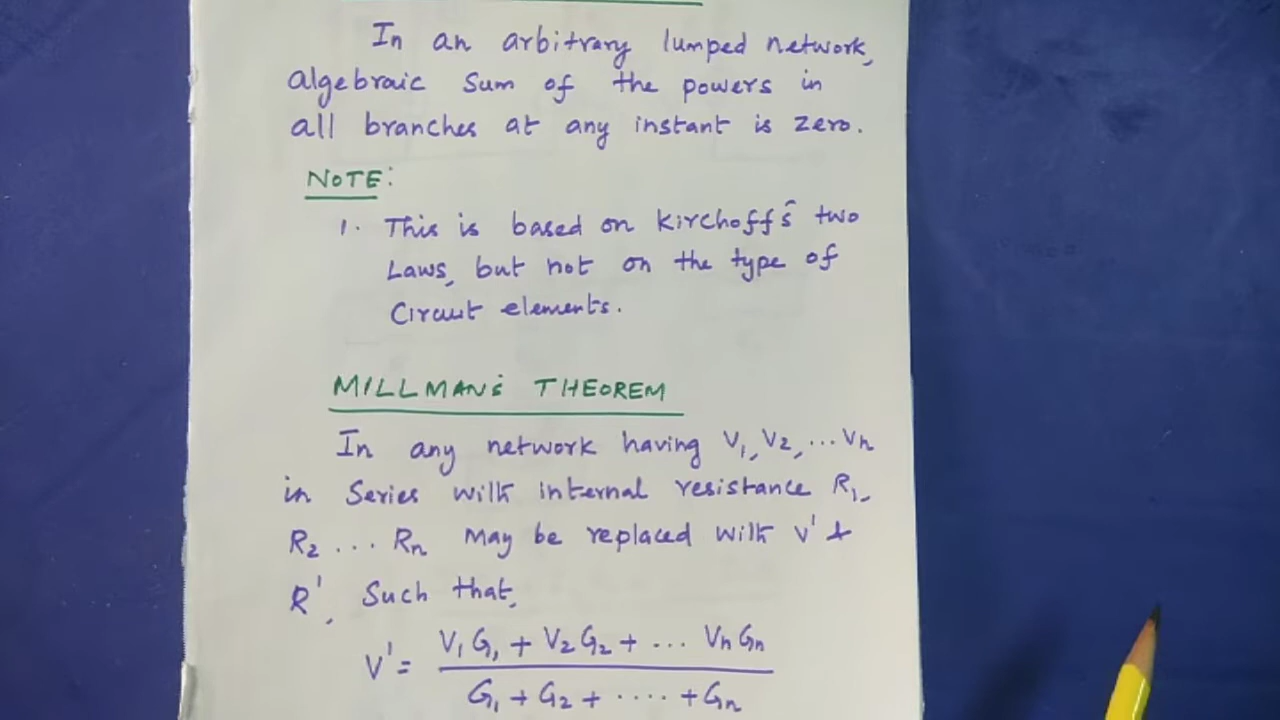 In an arbitrary lumped network,
algebraic sum of the powers in
all branches at any instant is zero.
NOTE:
1. This is based on Kirchoff's two
Laws, but not on the type of
Circuit elements.
MILLMAN'S THEOREM
In any network having V₁, V₂, ... Vn
in Series with internal resistance R₁,
R₂ ... Rn may be replaced with V' &
R', Such that,
V' = (V₁G₁ + V₂G₂ + ... VnGn) / (G₁ + G₂ + .... + Gn)